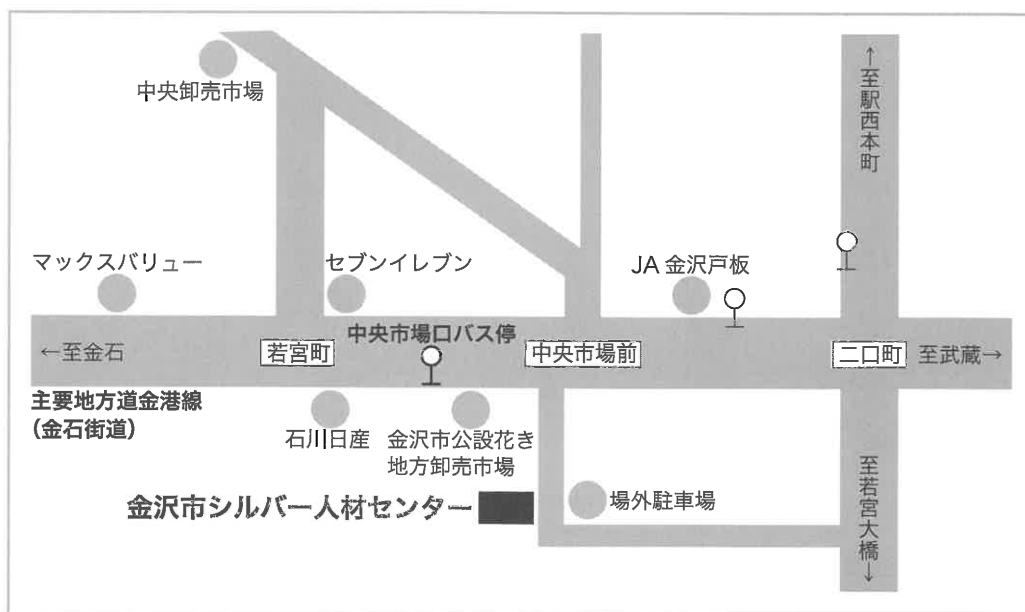 中央卸売市場
←至駅西本町
マックスバリュー
セブンイレブン
JA 金沢戸板
中央市場口バス停
←至金石
若宮町
中央市場前
二口町
至武蔵→
主要地方道金港線
(金石街道)
石川日産
金沢市公設花き
地方卸売市場
金沢市シルバー人材センター
場外駐車場
至若宮大橋→